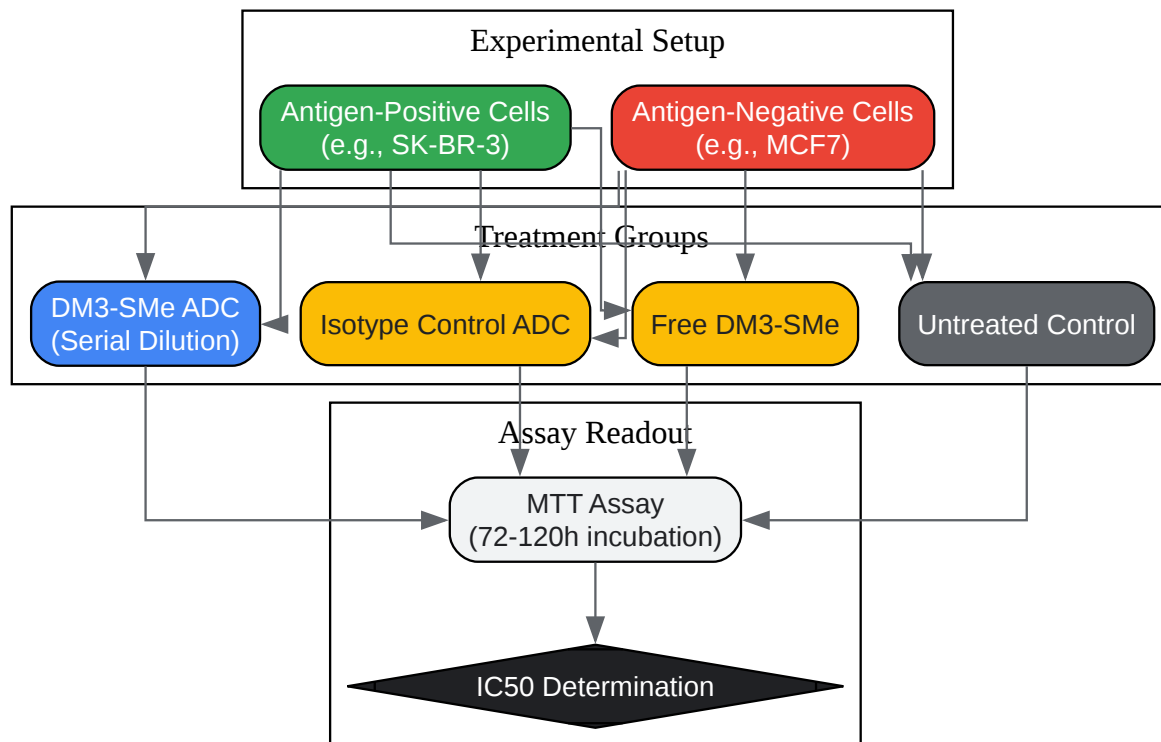 Experimental Setup
Antigen-Positive Cells
(e.g., SK-BR-3)
Antigen-Negative Cells
(e.g., MCF7)
Treatment Groups
DM3-SMe ADC
(Serial Dilution)
Isotype Control ADC
Free DM3-SMe
Untreated Control
Assay Readout
MTT Assay
(72-120h incubation)
IC50 Determination